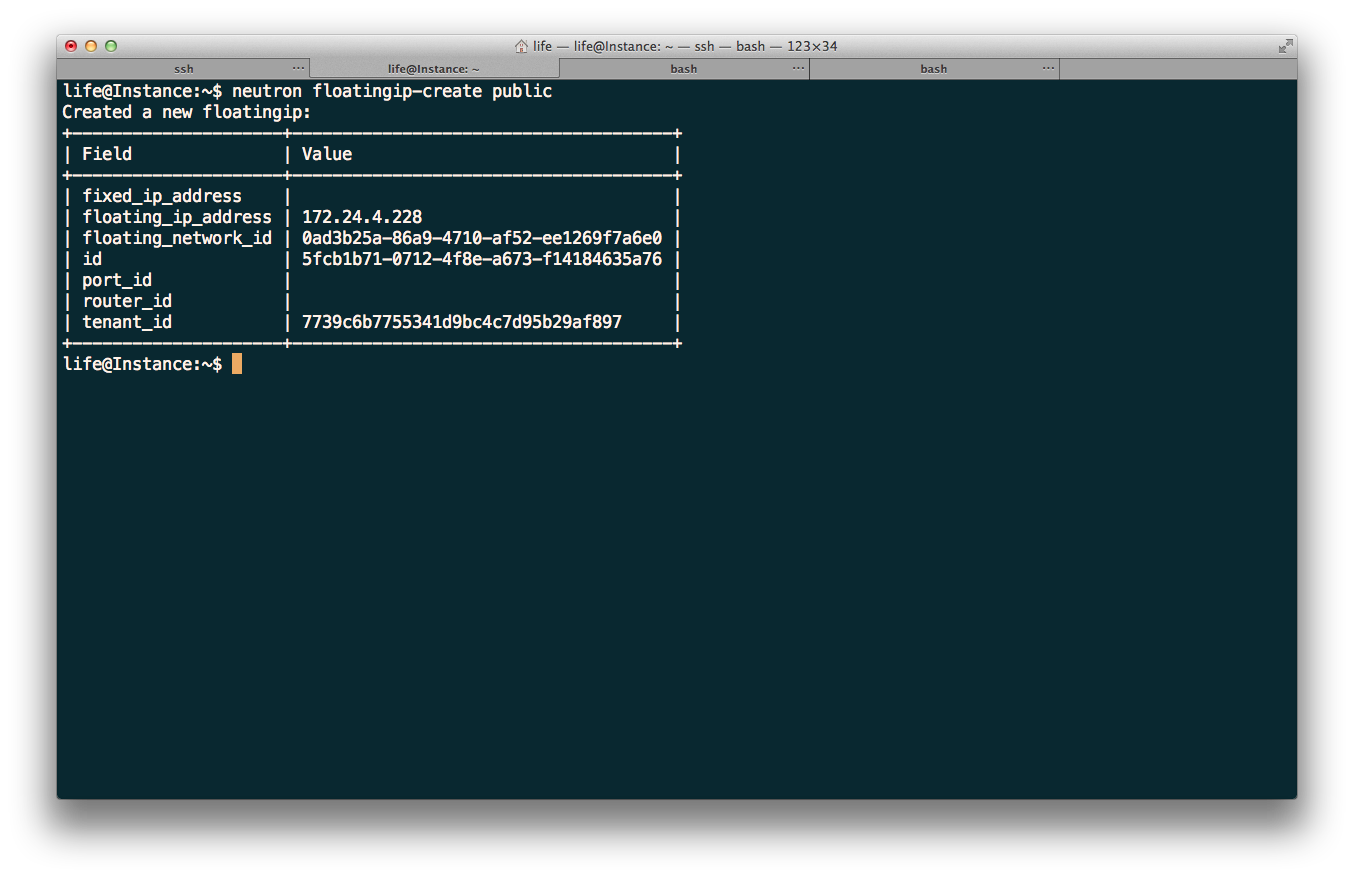 life — life@Instance: ~ — ssh — bash — 123×34
ssh ... life@Instance: ~ bash ... bash ...
life@Instance:~$ neutron floatingip-create public
Created a new floatingip:
+---------------------+--------------------------------------+
| Field               | Value                                |
+---------------------+--------------------------------------+
| fixed_ip_address    |                                      |
| floating_ip_address | 172.24.4.228                         |
| floating_network_id | 0ad3b25a-86a9-4710-af52-ee1269f7a6e0 |
| id                  | 5fcb1b71-0712-4f8e-a673-f14184635a76 |
| port_id             |                                      |
| router_id           |                                      |
| tenant_id           | 7739c6b7755341d9bc4c7d95b29af897     |
+---------------------+--------------------------------------+
life@Instance:~$